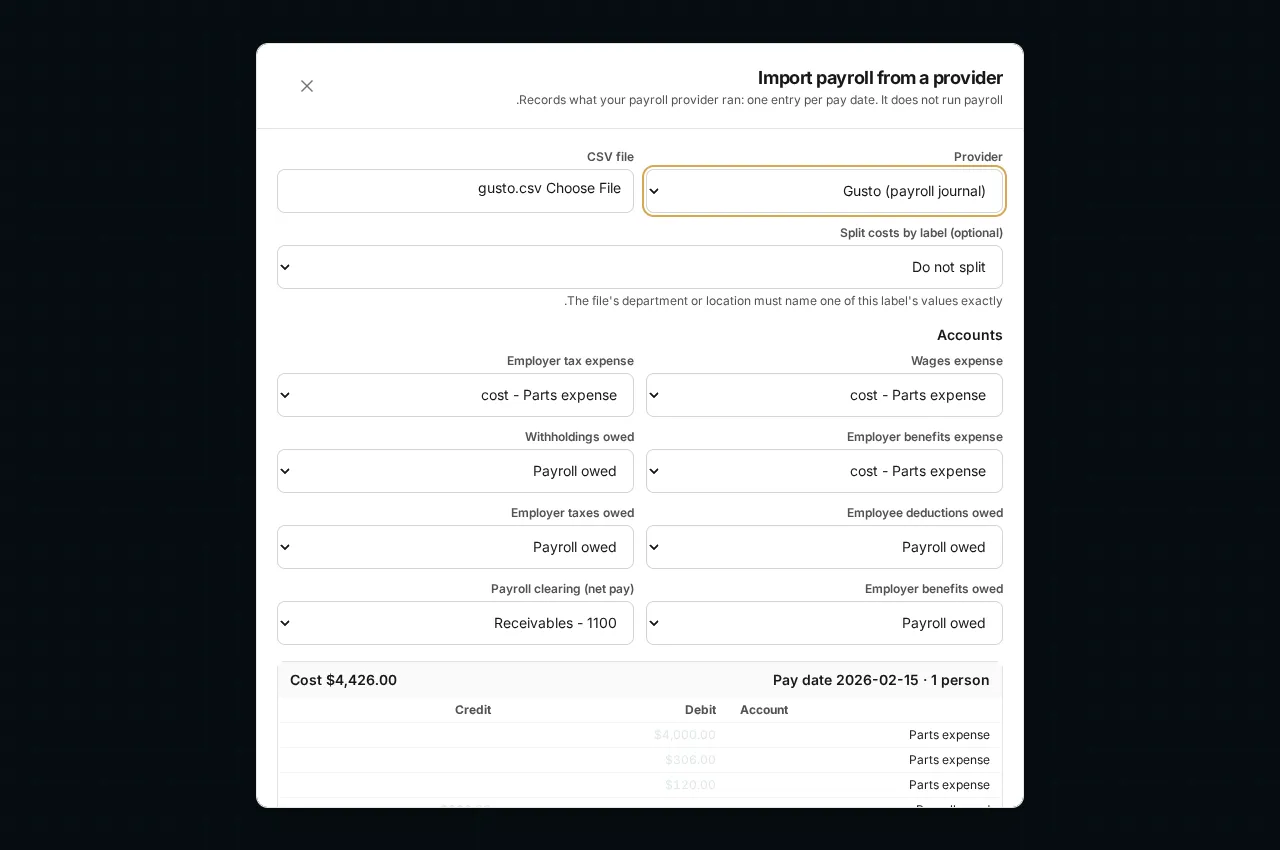 Import payroll from a provider
.Records what your payroll provider ran: one entry per pay date. It does not run payroll
Provider
CSV file
Gusto (payroll journal)
gusto.csv Choose File
Split costs by label (optional)
Do not split
.The file's department or location must name one of this label's values exactly
Accounts
Wages expense
Employer tax expense
cost - Parts expense
cost - Parts expense
Employer benefits expense
Withholdings owed
cost - Parts expense
Payroll owed
Employee deductions owed
Employer taxes owed
Payroll owed
Payroll owed
Employer benefits owed
Payroll clearing (net pay)
Payroll owed
Receivables - 1100
Pay date 2026-02-15 · 1 person
Cost $4,426.00
Account Debit Credit
Parts expense $4,000.00
Parts expense $306.00
Parts expense $120.00